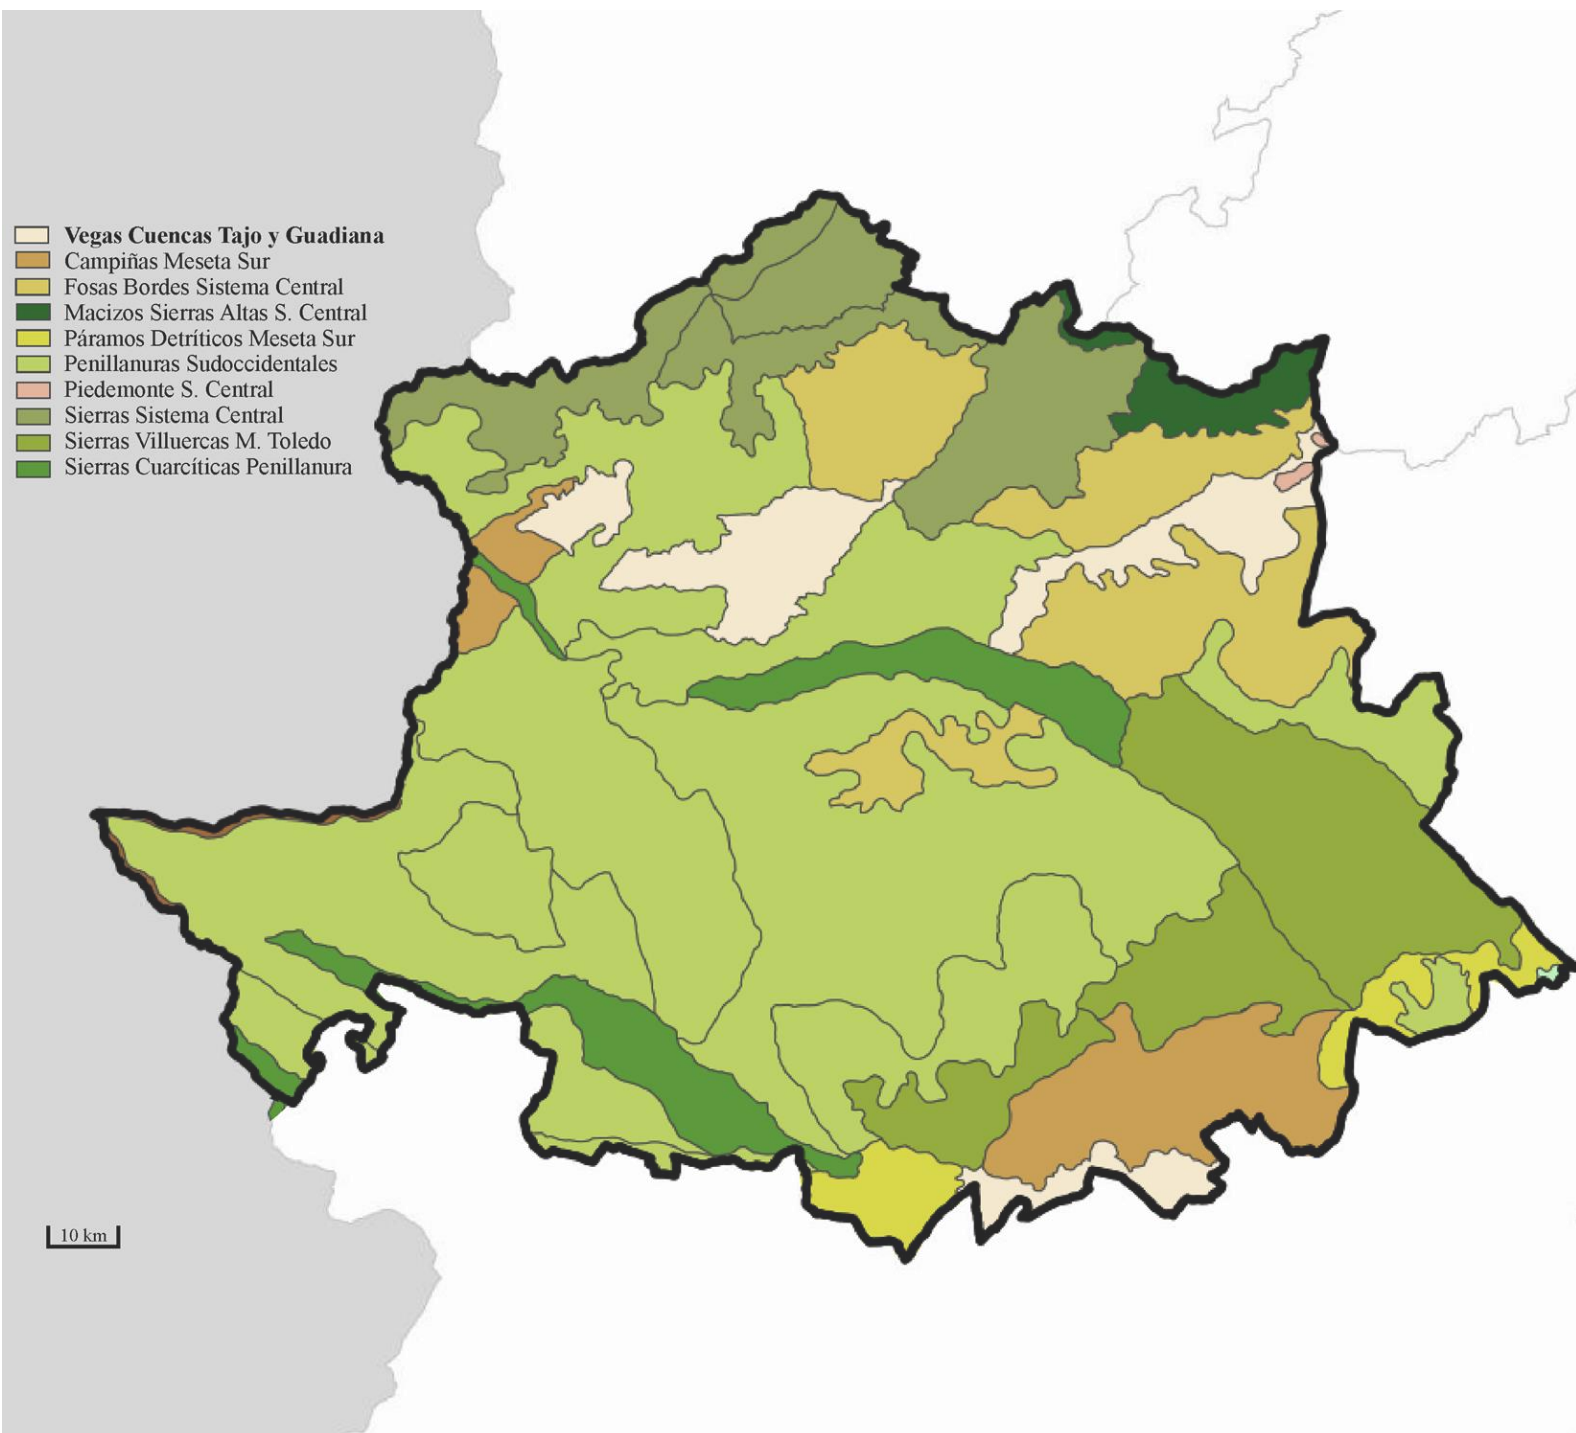 Vegas Cuencas Tajo y Guadiana
Campiñas Meseta Sur
Fosas Bordes Sistema Central
Macizos Sierras Altas S. Central
Páramos Detríticos Meseta Sur
Penillanuras Sudoccidentales
Piedemonte S. Central
Sierras Sistema Central
Sierras Villuercas M. Toledo
Sierras Cuarcíticas Penillanura
10 km